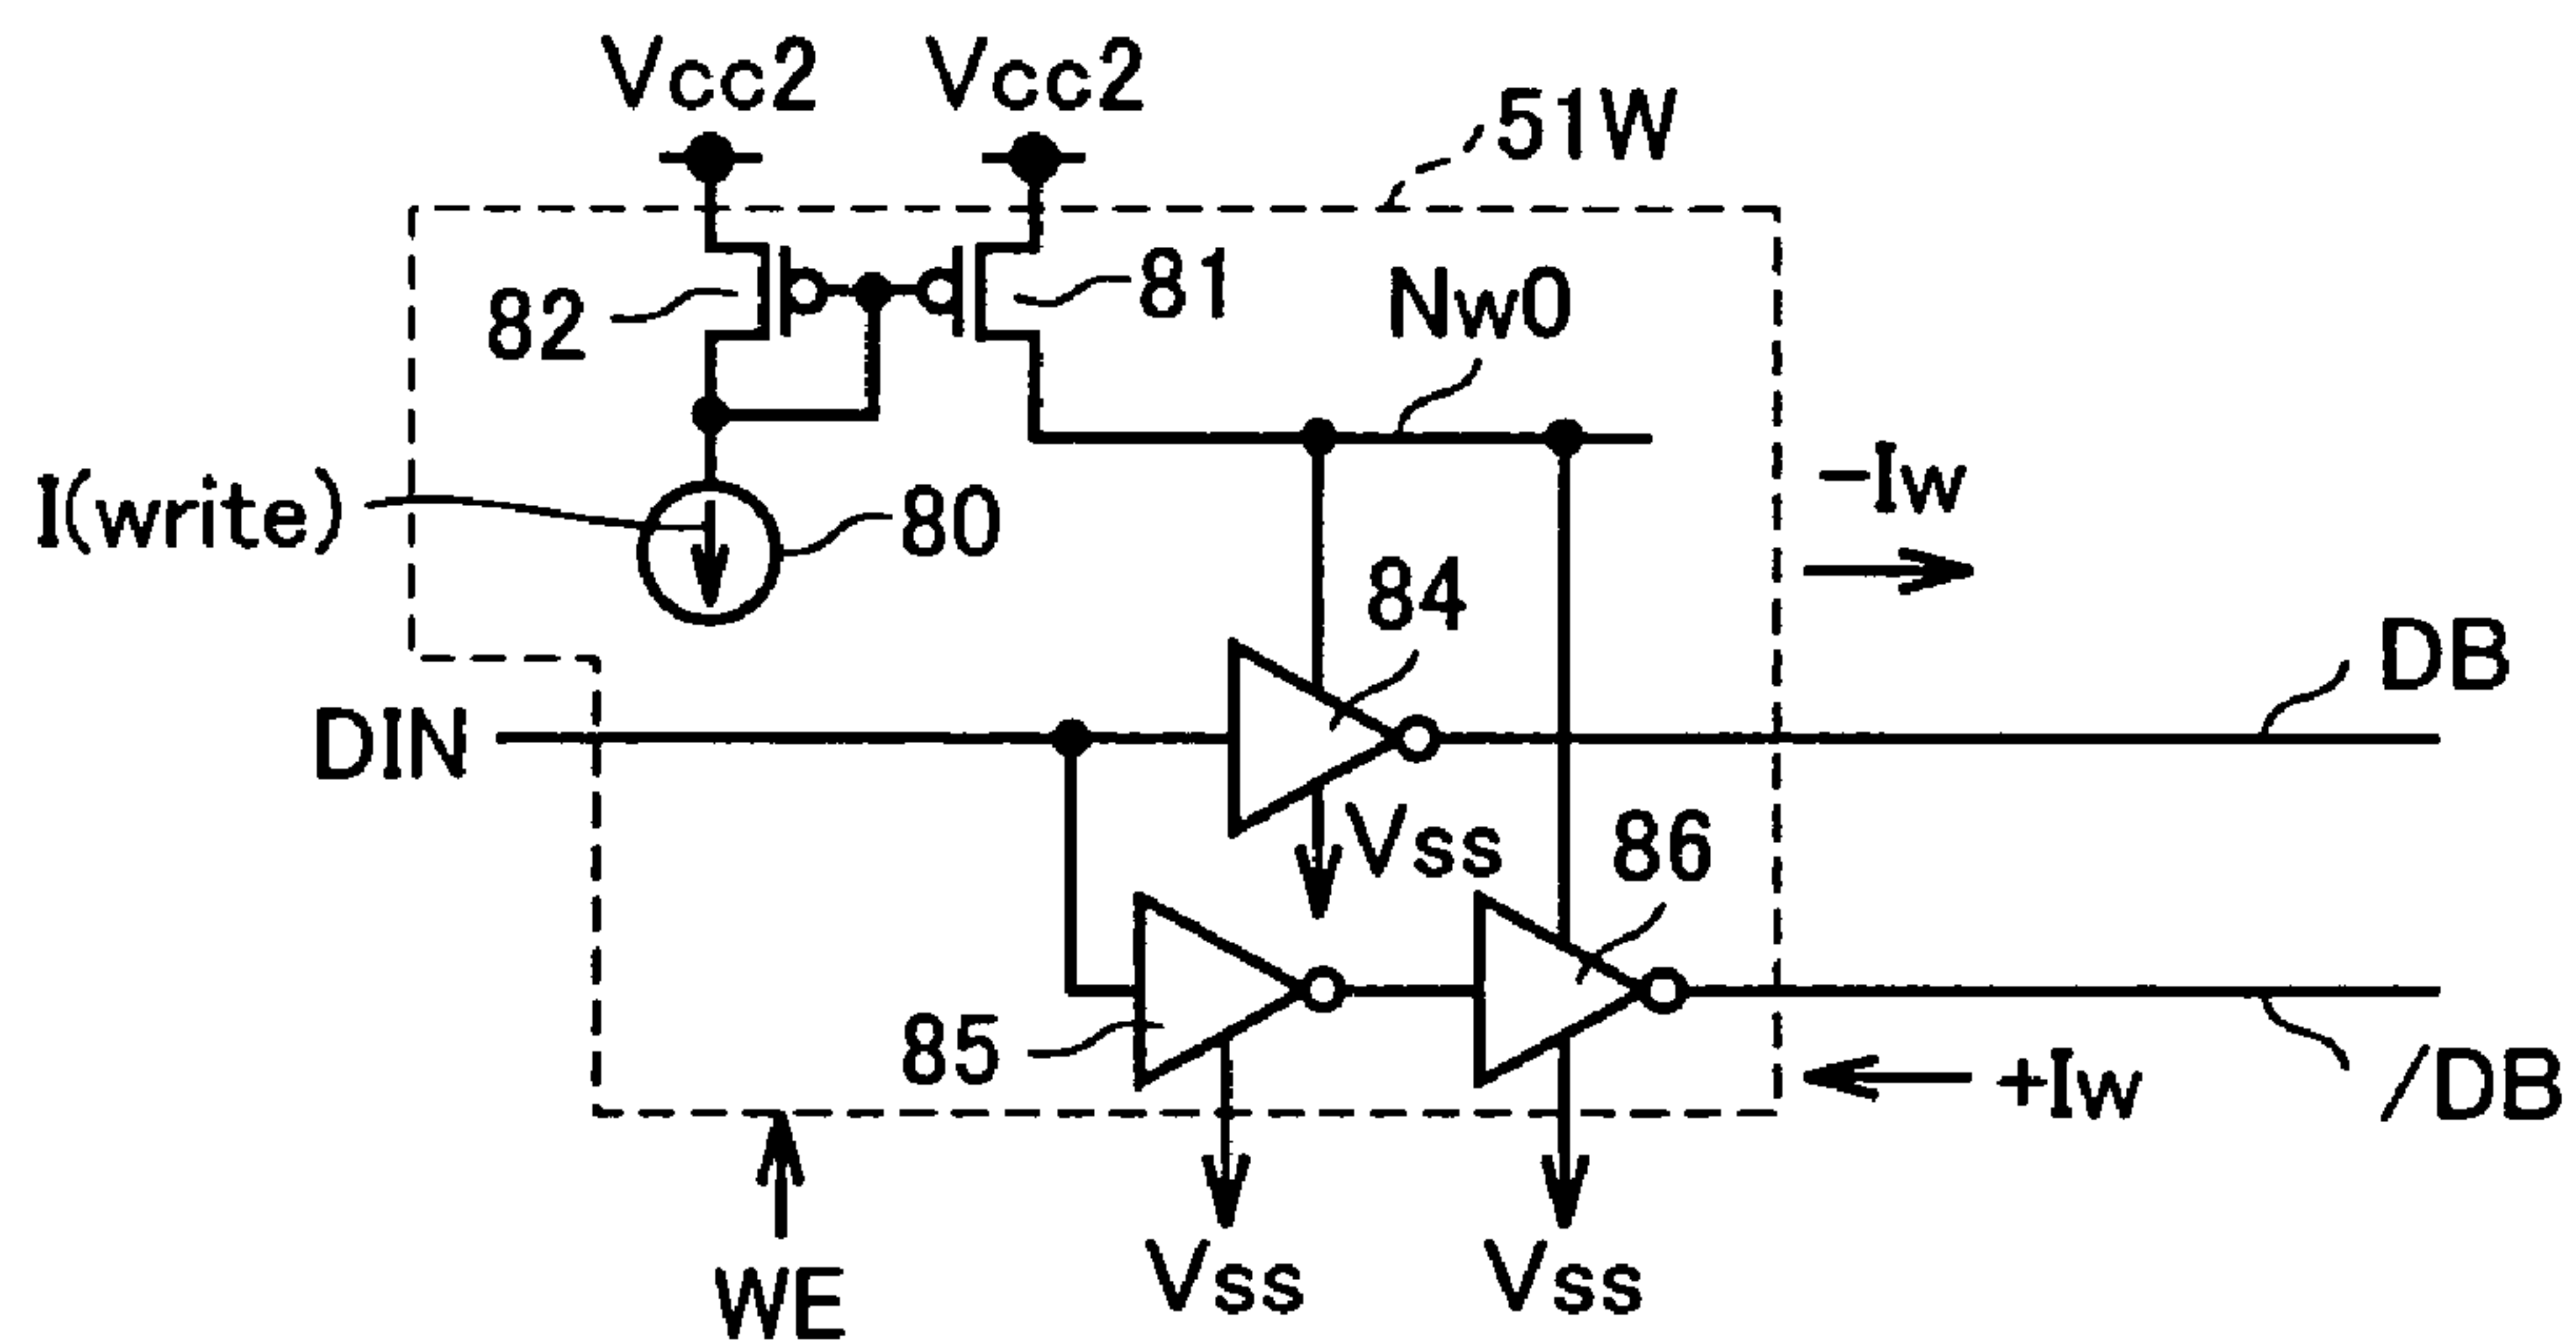 Vcc2 Vcc2
51W
82
81
Nw0
I(write)
80
-Iw
84
DB
DIN
Vss
86
85
+Iw
/DB
WE
Vss
Vss